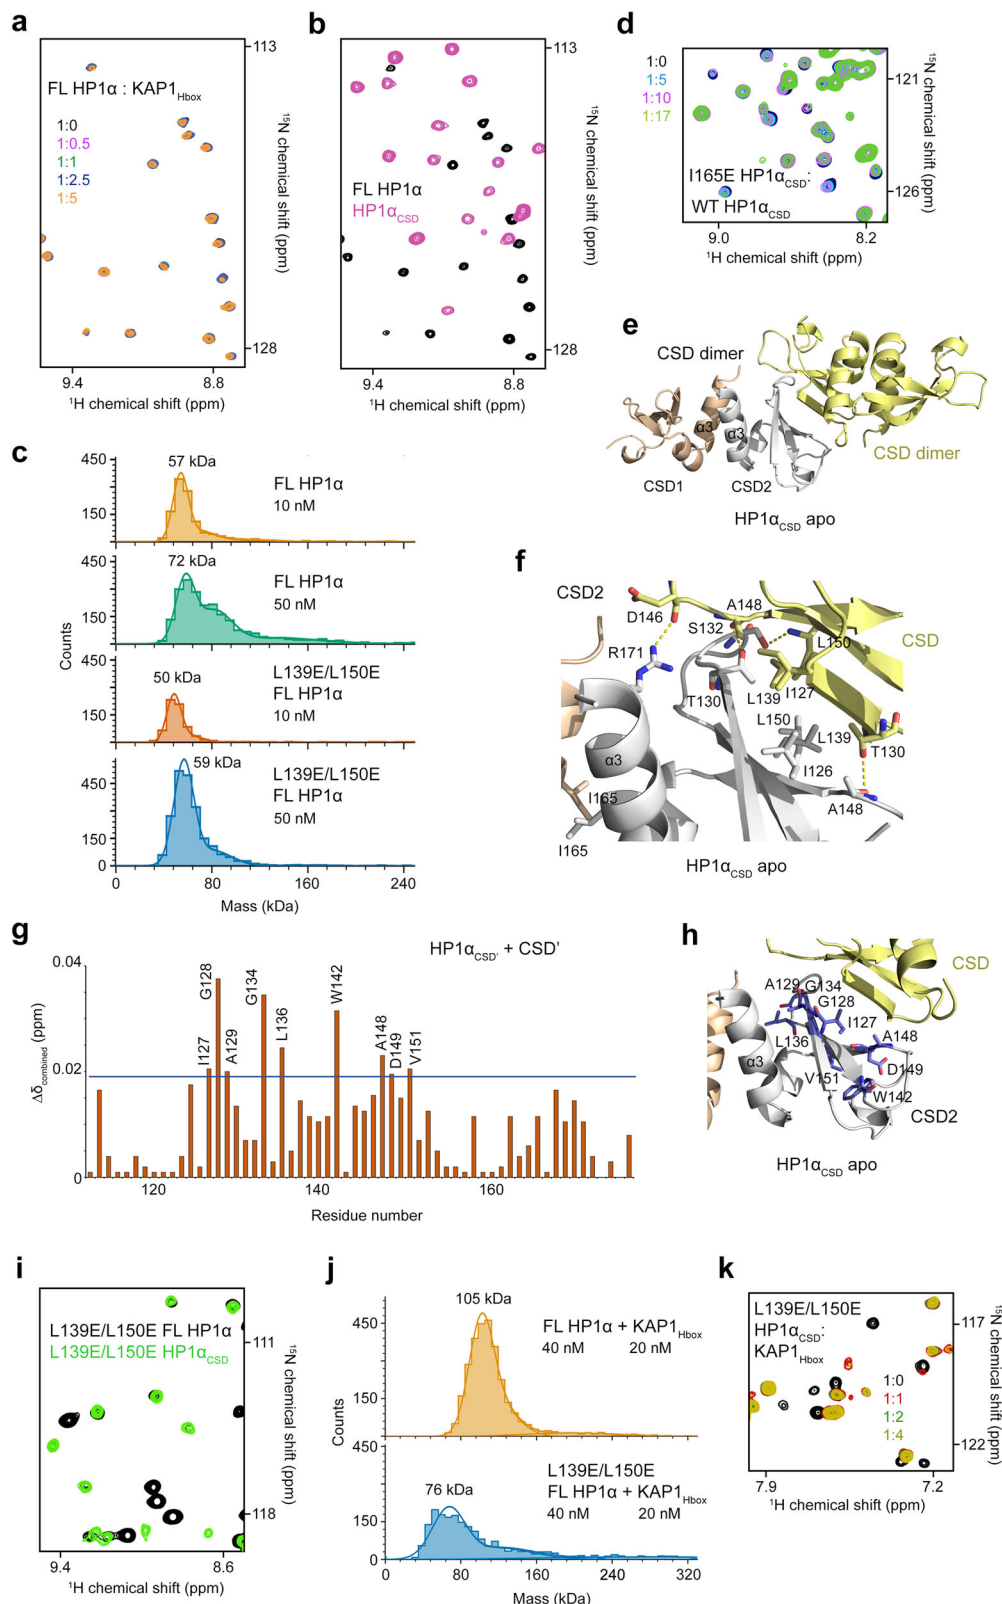 a
FL HP1α : KAP1Hbox
1:0
1:0.5
1:1
1:2.5
1:5
113
128
15N chemical shift (ppm)
9.4
8.8
1H chemical shift (ppm)
b
FL HP1α
HP1αCSD
113
128
15N chemical shift (ppm)
9.4
8.8
1H chemical shift (ppm)
d
1:0
1:5
1:10
1:17
I165E HP1αCSD:
WT HP1αCSD
121
126
15N chemical shift (ppm)
9.0
8.2
1H chemical shift (ppm)
e
CSD dimer
α3
α3
CSD1
CSD2
CSD dimer
HP1αCSD apo
c
450
150
57 kDa
FL HP1α
10 nM
450
150
72 kDa
FL HP1α
50 nM
450
150
50 kDa
L139E/L150E
FL HP1α
10 nM
450
150
0
59 kDa
L139E/L150E
FL HP1α
50 nM
Counts
0
80
160
240
Mass (kDa)
f
CSD2
D146
A148
S132
CSD
R171
L150
T130
L139
I127
L150
L139
T130
α3
I126
A148
I165
I165
HP1αCSD apo
g
HP1αCSD' + CSD'
0.04
0.02
0
Δδcombined (ppm)
I127
G128
A129
G134
L136
W142
A148
D149
V151
120
140
160
Residue number
h
CSD
A129
G134
G128
I127
L136
A148
α3
D149
V151
W142
CSD2
HP1αCSD apo
i
L139E/L150E FL HP1α
L139E/L150E HP1αCSD
111
118
15N chemical shift (ppm)
9.4
8.6
1H chemical shift (ppm)
j
105 kDa
450
150
FL HP1α + KAP1Hbox
40 nM 20 nM
Counts
450
150
0
76 kDa
L139E/L150E
FL HP1α + KAP1Hbox
40 nM 20 nM
0
80
160
240
320
Mass (kDa)
k
L139E/L150E
HP1αCSD:
KAP1Hbox
1:0
1:1
1:2
1:4
117
122
15N chemical shift (ppm)
7.9
7.2
1H chemical shift (ppm)